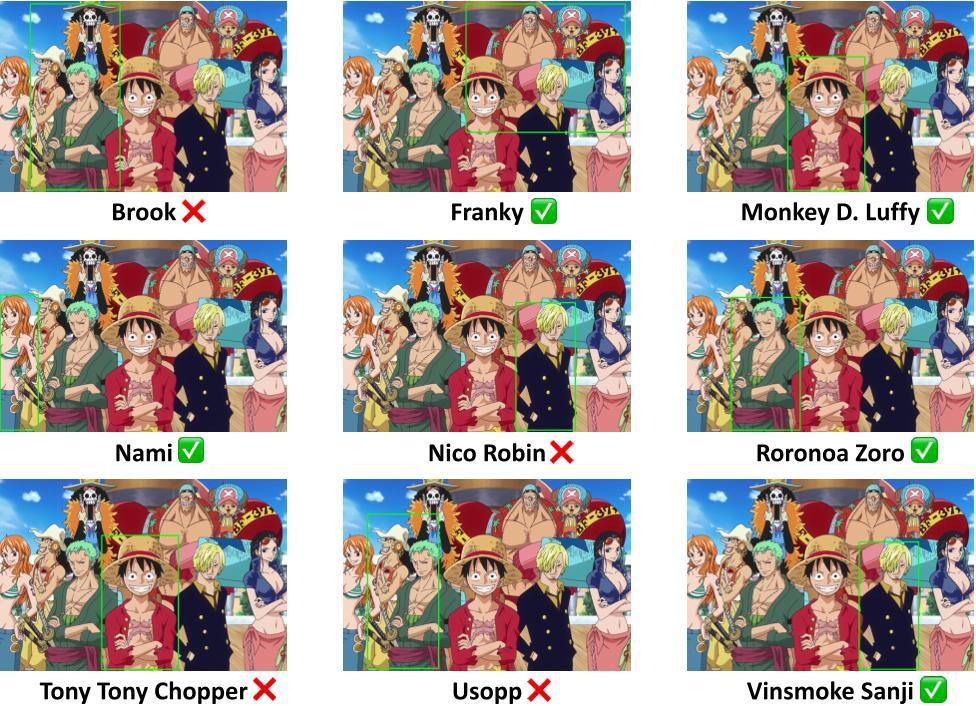 Brook ❌
Franky ✅
Monkey D. Luffy ✅
Nami ✅
Nico Robin ❌
Roronoa Zoro ✅
Tony Tony Chopper ❌
Usopp ❌
Vinsmoke Sanji ✅